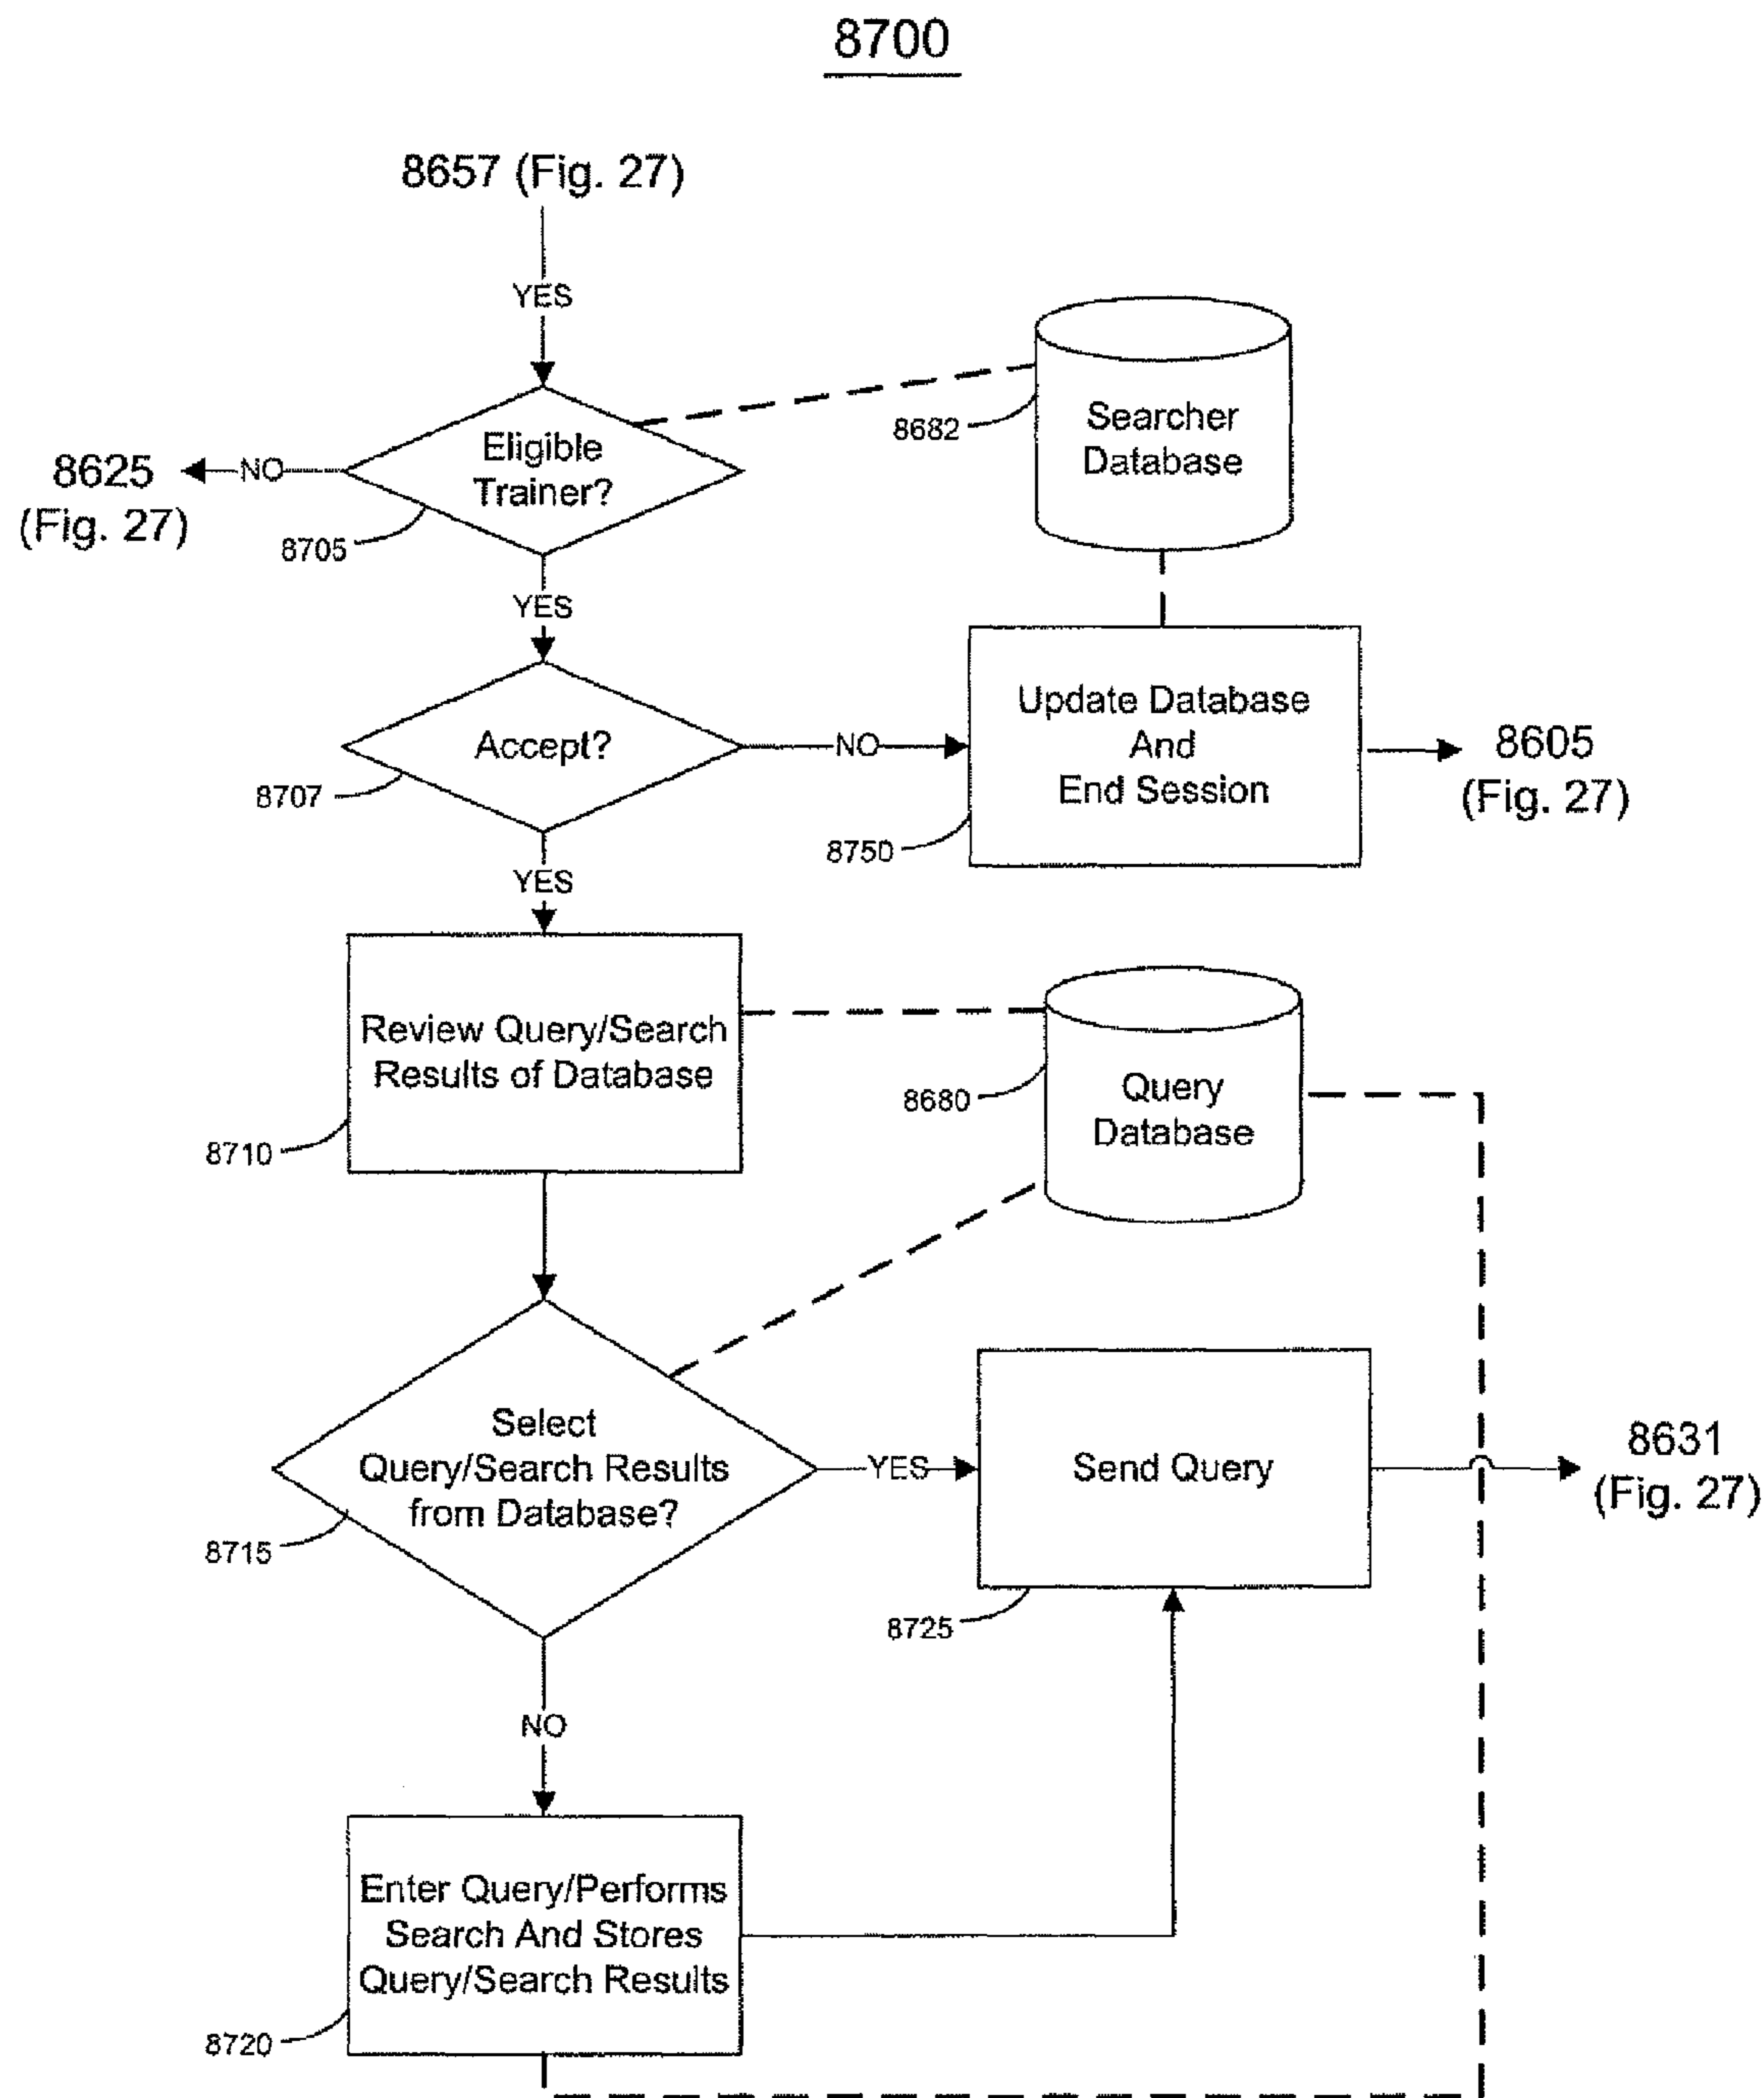 8700
8657 (Fig. 27)
YES
Eligible
Trainer?
8705
NO
8625
(Fig. 27)
8682
Searcher
Database
YES
Accept?
8707
NO
Update Database
And
End Session
8750
8605
(Fig. 27)
YES
Review Query/Search
Results of Database
8710
8680
Query
Database
Select
Query/Search Results
from Database?
8715
YES
Send Query
8725
8631
(Fig. 27)
NO
Enter Query/Performs
Search And Stores
Query/Search Results
8720